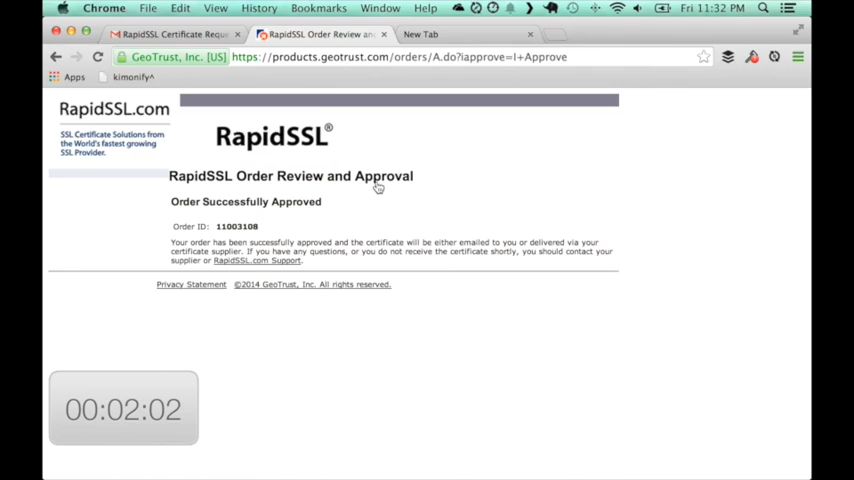 Chrome File Edit View History Bookmarks Window Help Fri 11:32 PM
RapidSSL Certificate Reque
RapidSSL Order Review and
New Tab
GeoTrust, Inc. [US] https://products.geotrust.com/orders/A.do?iapprove=I+Approve
Apps kimonify^
RapidSSL.com
SSL Certificate Solutions from
the World's fastest growing
SSL Provider.
RapidSSL®
RapidSSL Order Review and Approval
Order Successfully Approved
Order ID: 11003108
Your order has been successfully approved and the certificate will be either emailed to you or delivered via your
certificate supplier. If you have any questions, or you do not receive the certificate shortly, you should contact your
supplier or RapidSSL.com Support.
Privacy Statement ©2014 GeoTrust, Inc. All rights reserved.
00:02:02